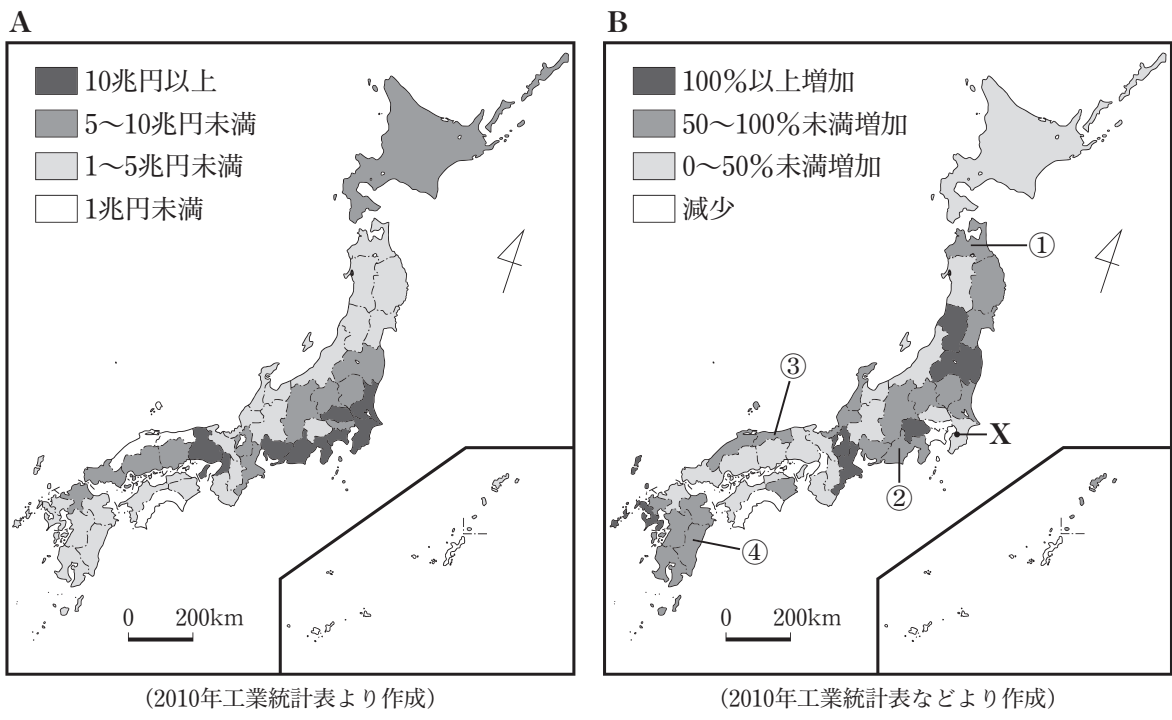 A
10兆円以上
5〜10兆円未満
1〜5兆円未満
1兆円未満
0 200km
(2010年工業統計表より作成)
B
100%以上増加
50〜100%未満増加
0〜50%未満増加
減少
①
③
X
②
④
0 200km
(2010年工業統計表などより作成)